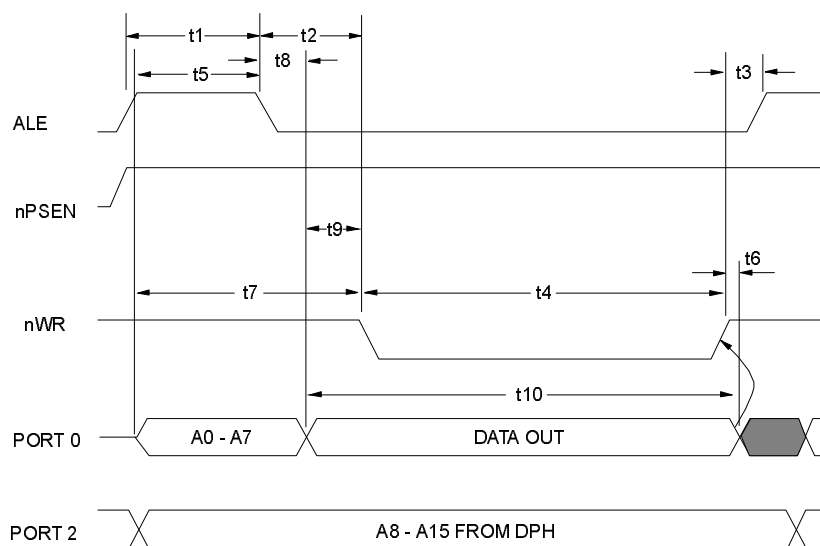 t1
t2
t8
t5
t3
ALE
nPSEN
t9
t6
t7
t4
nWR
t10
PORT 0
A0 - A7
DATA OUT
PORT 2
A8 - A15 FROM DPH